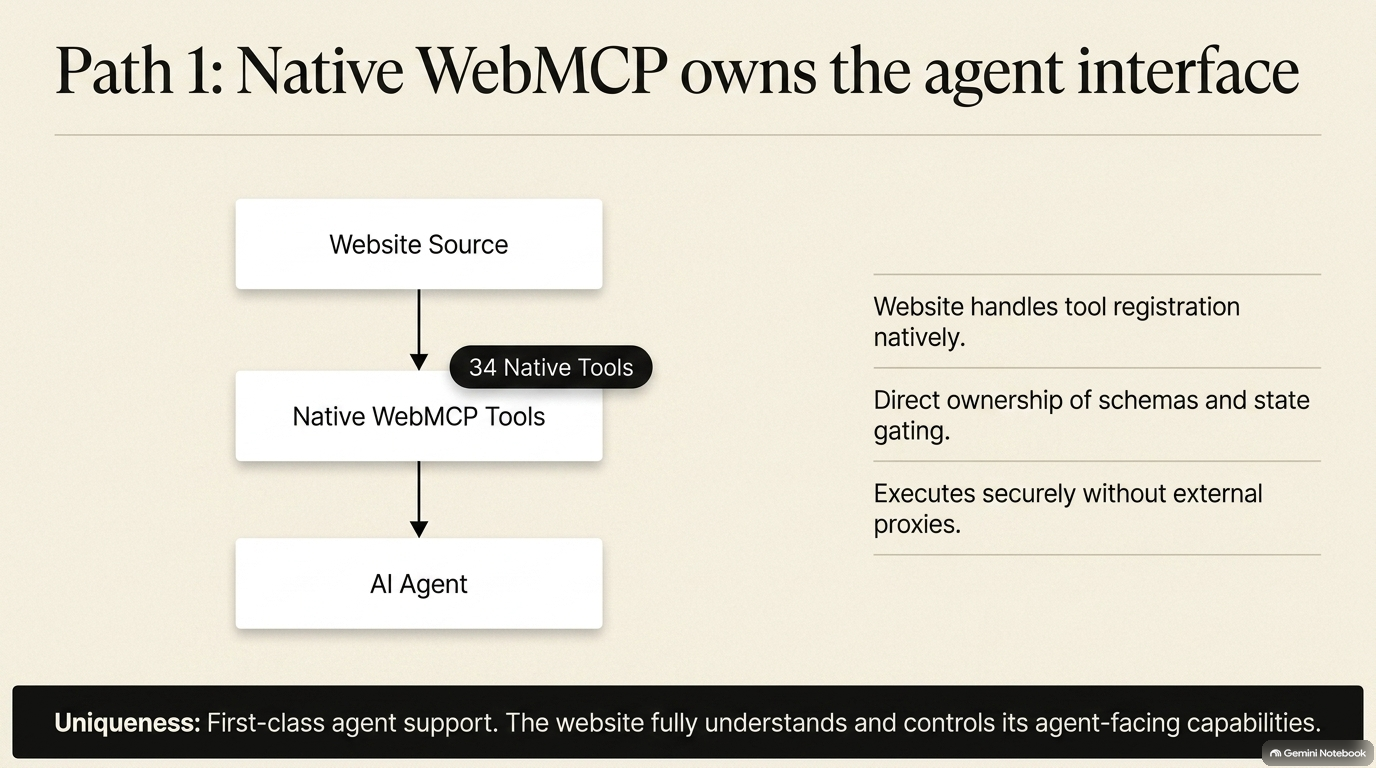 Path 1: Native WebMCP owns the agent interface
Website Source
34 Native Tools
Native WebMCP Tools
AI Agent
Website handles tool registration
natively.
Direct ownership of schemas and state
gating.
Executes securely without external
proxies.
Uniqueness: First-class agent support. The website fully understands and controls its agent-facing capabilities.
Gemini Notebook